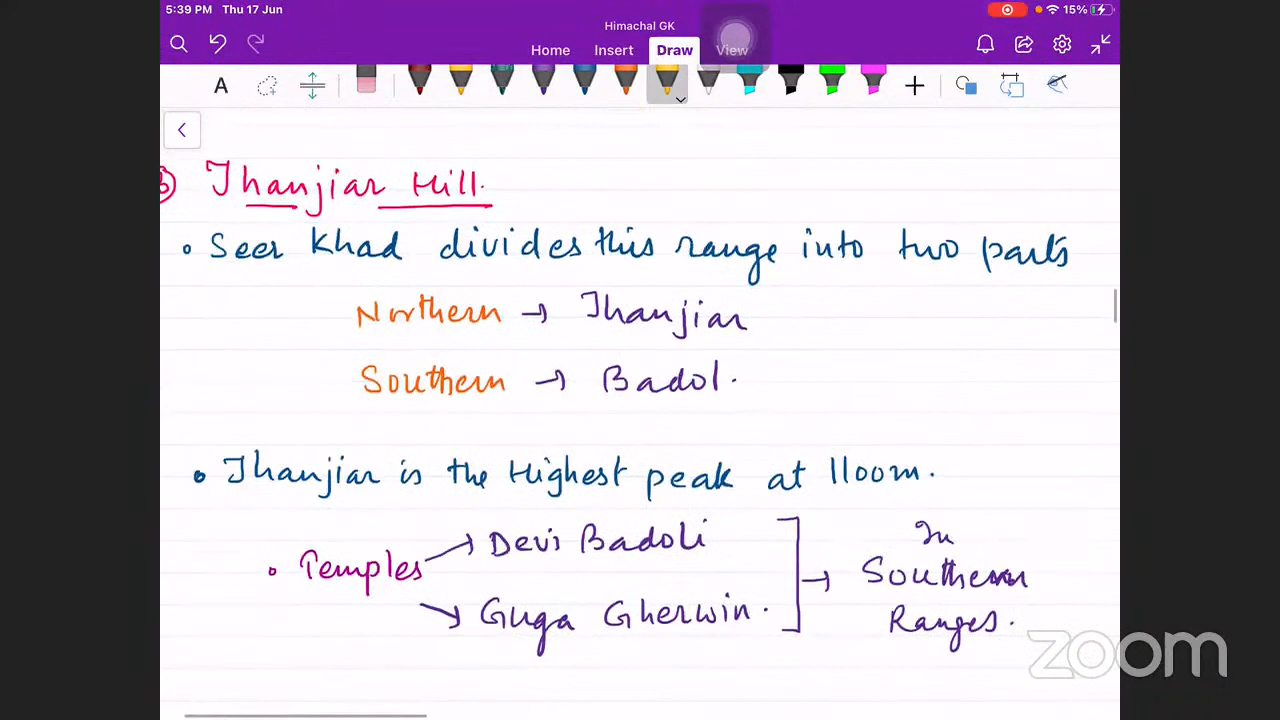 5:39 PM Thu 17 Jun
15%
Himachal GK
Home Insert Draw View
A
Jhanjiar Hill.
• Seer Khad divides this range into two parts
Northern → Jhanjiar
Southern → Badol.
• Jhanjiar is the Highest peak at 1100m.
• Temples → Devi Badoli
→ Guga Gherwin.
→ In
Southern
Ranges.
zoom